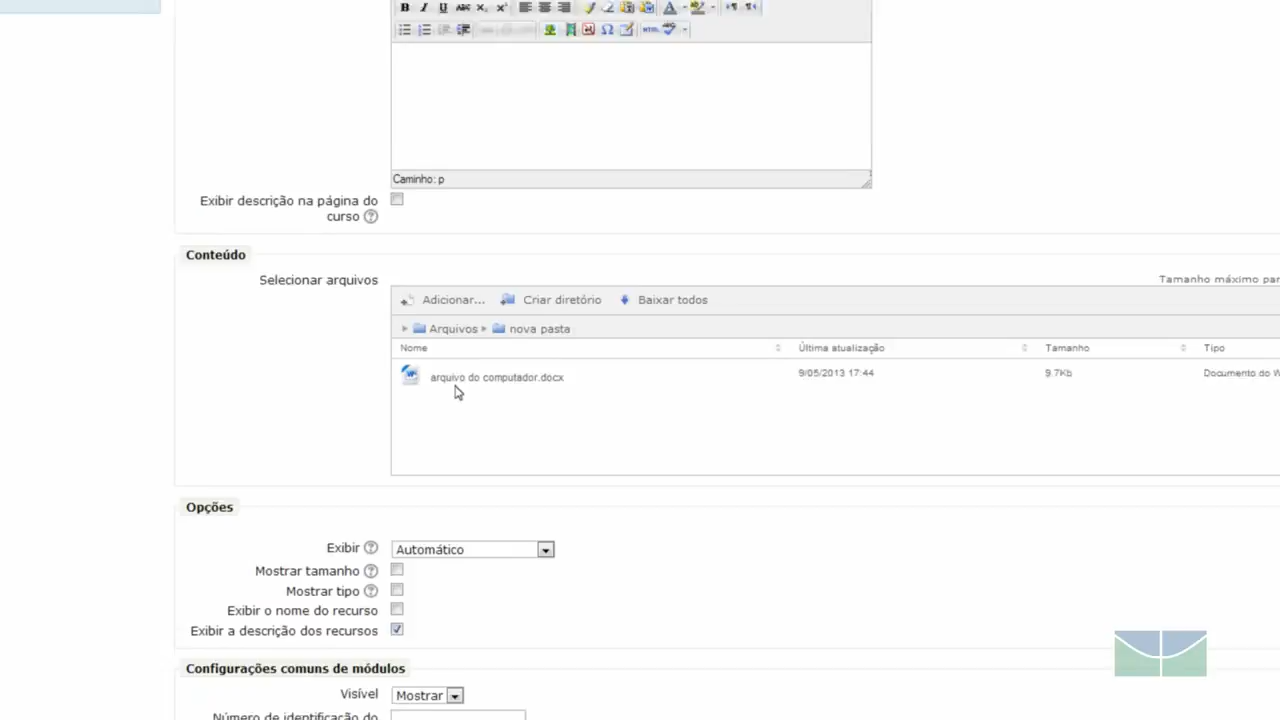 B I U ABC
HTML
Caminho: p
Exibir descrição na página do
curso
Conteúdo
Selecionar arquivos
Tamanho máximo par
Adicionar... Criar diretório Baixar todos
Arquivos nova pasta
Nome Última atualização Tamanho Tipo
arquivo do computador.docx 9/05/2013 17:44 9.7Kb Documento do W
Opções
Exibir Automático
Mostrar tamanho
Mostrar tipo
Exibir o nome do recurso
Exibir a descrição dos recursos
Configurações comuns de módulos
Visível Mostrar
Número de identificação do